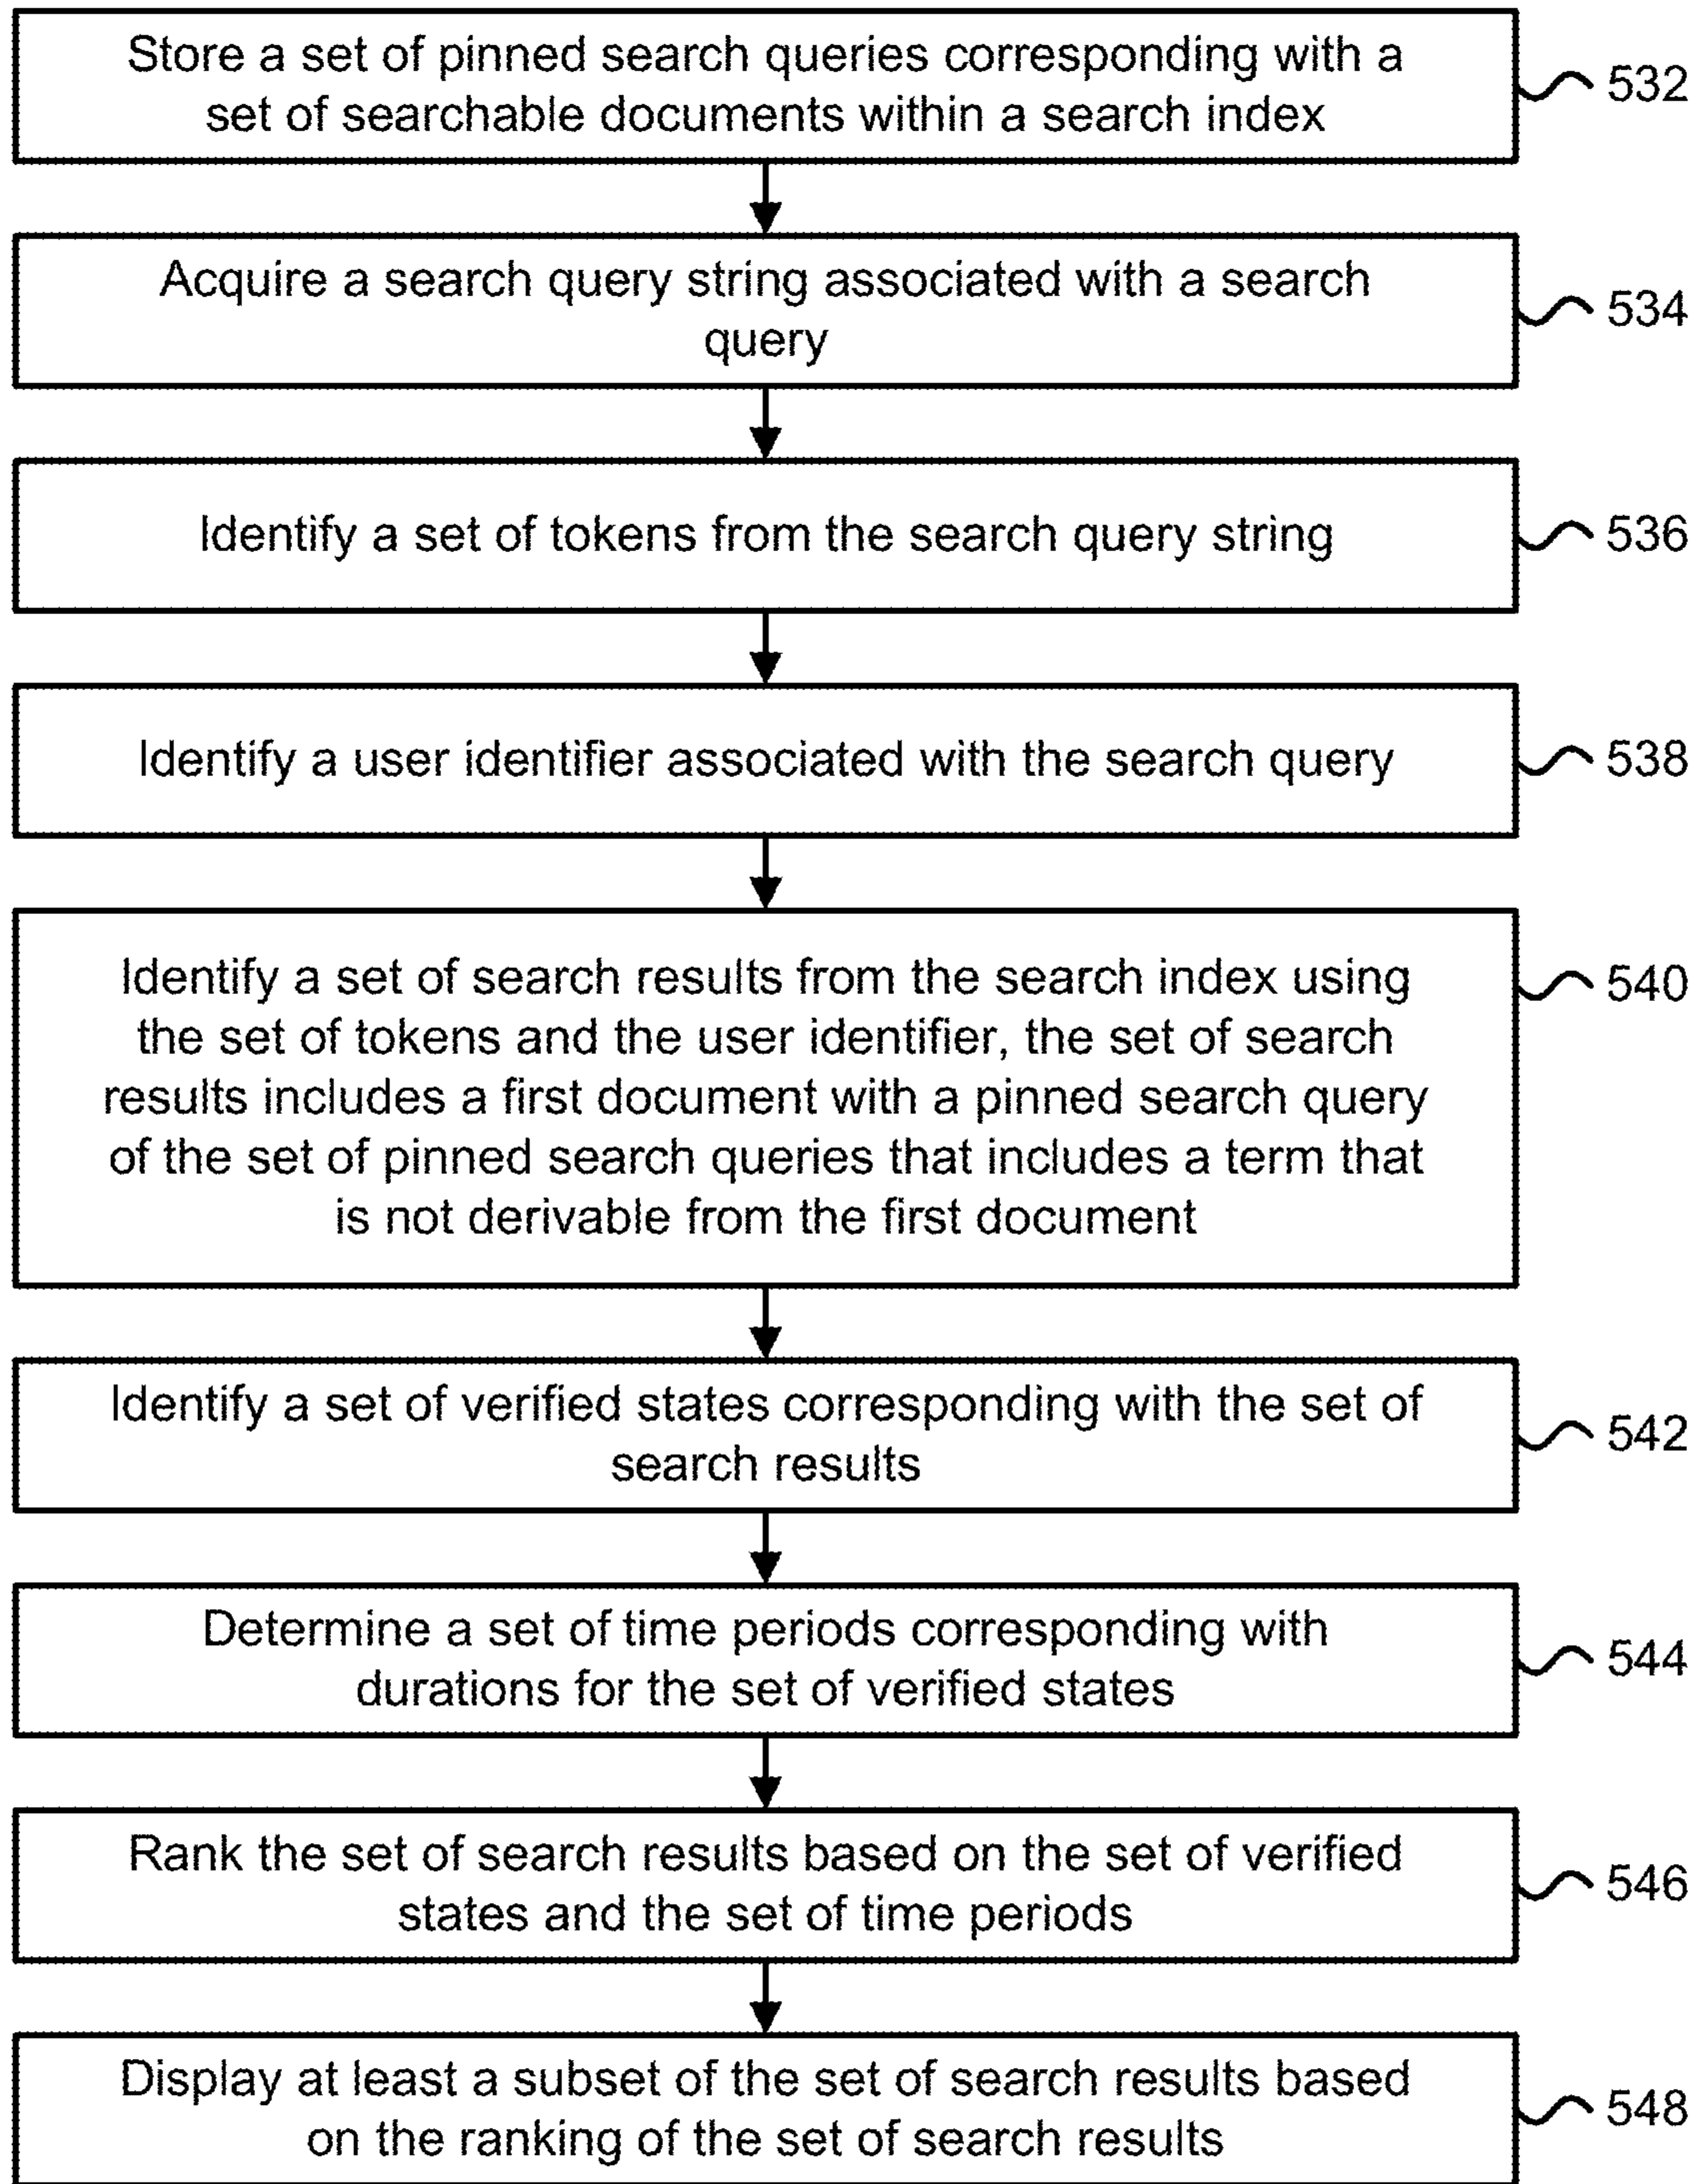 Store a set of pinned search queries corresponding with a
set of searchable documents within a search index
532
Acquire a search query string associated with a search
query
534
Identify a set of tokens from the search query string
536
Identify a user identifier associated with the search query
538
Identify a set of search results from the search index using
the set of tokens and the user identifier, the set of search
results includes a first document with a pinned search query
of the set of pinned search queries that includes a term that
is not derivable from the first document
540
Identify a set of verified states corresponding with the set of
search results
542
Determine a set of time periods corresponding with
durations for the set of verified states
544
Rank the set of search results based on the set of verified
states and the set of time periods
546
Display at least a subset of the set of search results based
on the ranking of the set of search results
548